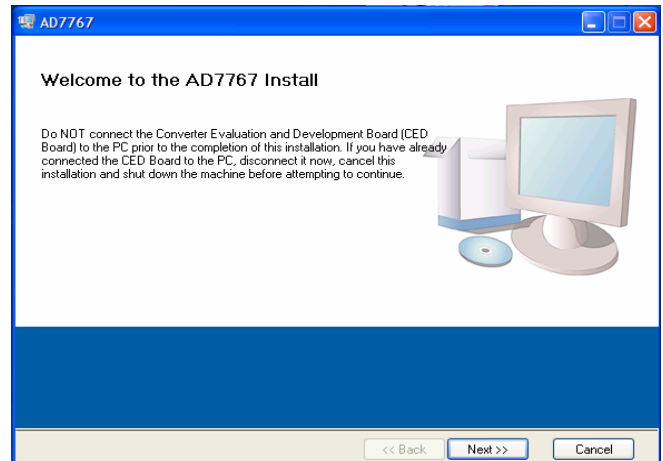 AD7767
Welcome to the AD7767 Install
Do NOT connect the Converter Evaluation and Development Board (CED
Board) to the PC prior to the completion of this installation. If you have already
connected the CED Board to the PC, disconnect it now, cancel this
installation and shut down the machine before attempting to continue.
<< Back Next >> Cancel